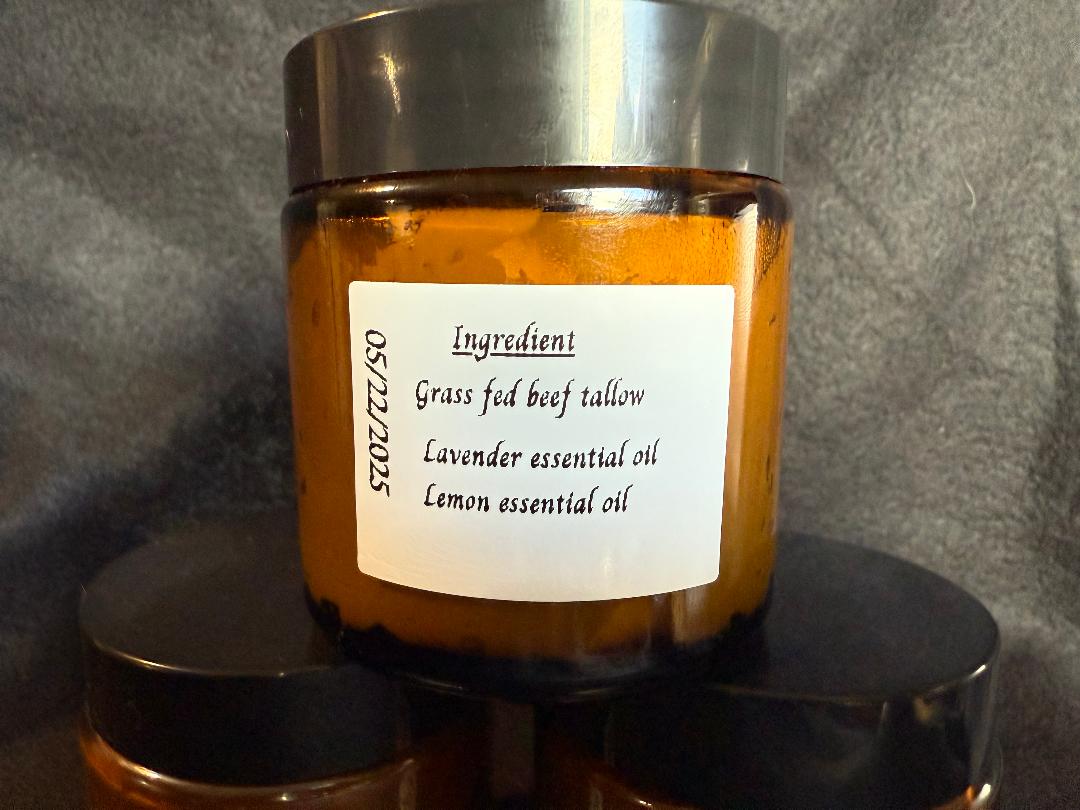 Ingredient
Grass fed beef tallow
Lavender essential oil
Lemon essential oil
05/22/2025